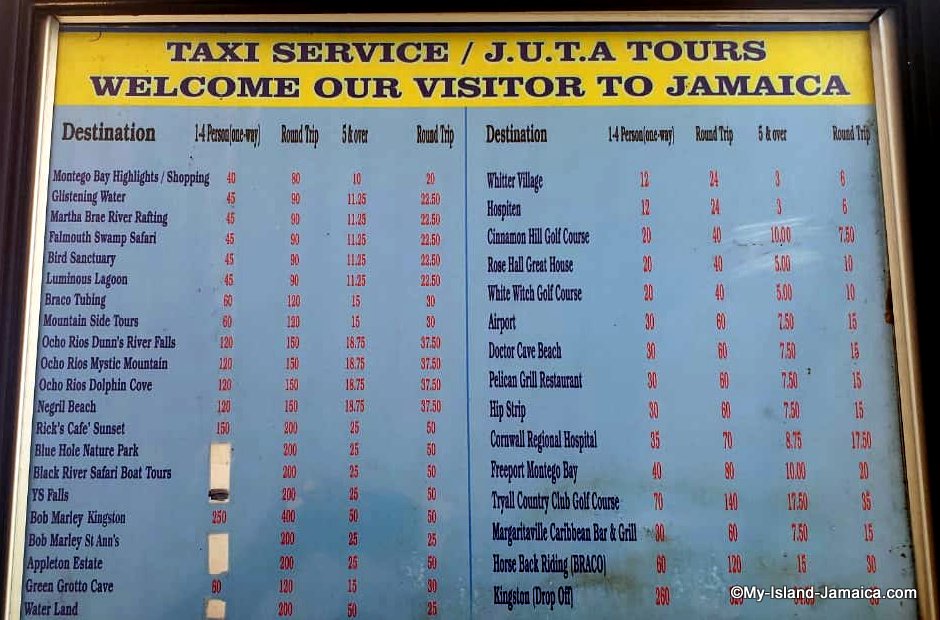 TAXI SERVICE / J.U.T.A TOURS
WELCOME OUR VISITOR TO JAMAICA
Destination 1-4 Person(one-way) Round Trip 5 & over Round Trip
Montego Bay Highlights / Shopping 40 80 10 20
Glistening Water 45 90 11.25 22.50
Martha Brae River Rafting 45 90 11.25 22.50
Falmouth Swamp Safari 45 90 11.25 22.50
Bird Sanctuary 45 90 11.25 22.50
Luminous Lagoon 45 90 11.25 22.50
Braco Tubing 60 120 15 30
Mountain Side Tours 60 120 15 30
Ocho Rios Dunn's River Falls 120 150 18.75 37.50
Ocho Rios Mystic Mountain 120 150 18.75 37.50
Ocho Rios Dolphin Cove 120 150 18.75 37.50
Negril Beach 120 150 18.75 37.50
Rick's Cafe' Sunset 150 200 25 50
Blue Hole Nature Park 200 25 50
Black River Safari Boat Tours 200 25 50
YS Falls 200 25 50
Bob Marley Kingston 250 400 50 50
Bob Marley St Ann's 200 25 50
Appleton Estate 200 25 50
Green Grotto Cave 60 120 15 30
Water Land 200 50 25
Destination 1-4 Person(one-way) Round Trip 5 & over Round Trip
Whitter Village 12 24 3 6
Hospiten 12 24 3 6
Cinnamon Hill Golf Course 20 40 10.00 7.50
Rose Hall Great House 20 40 5.00 10
White Witch Golf Course 20 40 5.00 10
Airport 30 60 7.50 15
Doctor Cave Beach 30 60 7.50 15
Pelican Grill Restaurant 30 60 7.50 15
Hip Strip 30 60 7.50 15
Cornwall Regional Hospital 35 70 8.75 17.50
Freeport Montego Bay 40 80 10.00 20
Tryall Country Club Golf Course 70 140 17.50 35
Margaritaville Caribbean Bar & Grill 30 60 7.50 15
Horse Back Riding (BRACO) 60 120 15 30
Kingston (Drop Off) 260
©My-Island-Jamaica.com